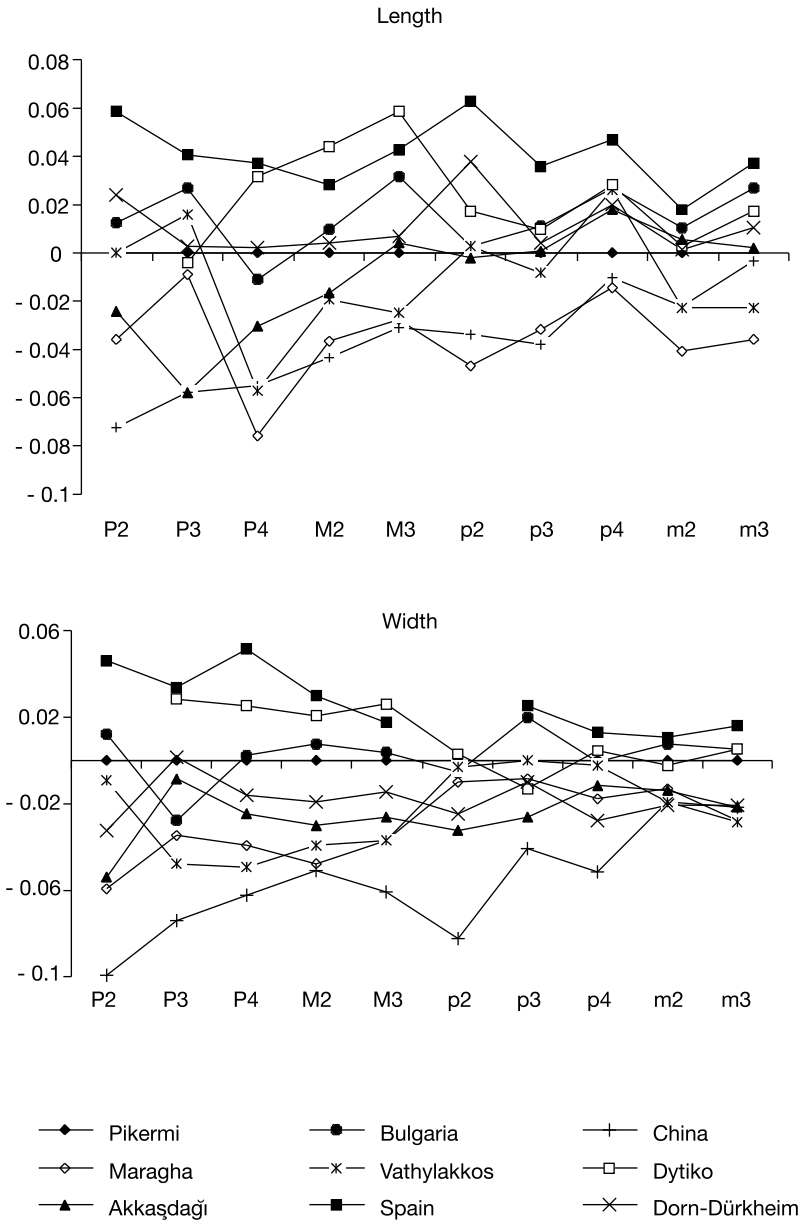 Length
0.08
0.06
0.04
0.02
0
- 0.02
- 0.04
- 0.06
- 0.08
- 0.1
P2 P3 P4 M2 M3 p2 p3 p4 m2 m3
Width
0.06
0.02
- 0.02
- 0.06
- 0.1
P2 P3 P4 M2 M3 p2 p3 p4 m2 m3
Pikermi Bulgaria China
Maragha Vathylakkos Dytiko
Akkaşdağı Spain Dorn-Dürkheim